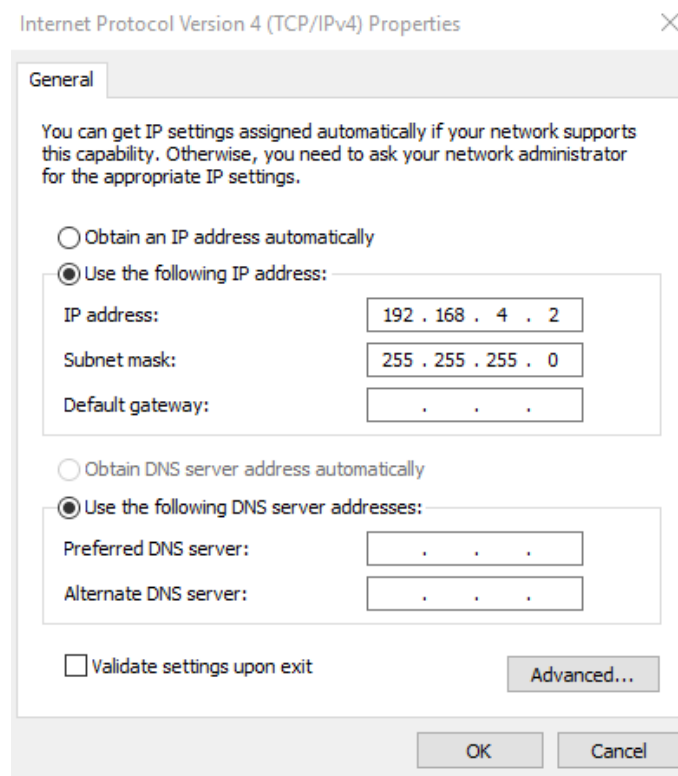 Internet Protocol Version 4 (TCP/IPv4) Properties
General
You can get IP settings assigned automatically if your network supports
this capability. Otherwise, you need to ask your network administrator
for the appropriate IP settings.
Obtain an IP address automatically
Use the following IP address:
IP address: 192 . 168 . 4 . 2
Subnet mask: 255 . 255 . 255 . 0
Default gateway: . . .
Obtain DNS server address automatically
Use the following DNS server addresses:
Preferred DNS server: . . .
Alternate DNS server: . . .
Validate settings upon exit
Advanced...
OK Cancel